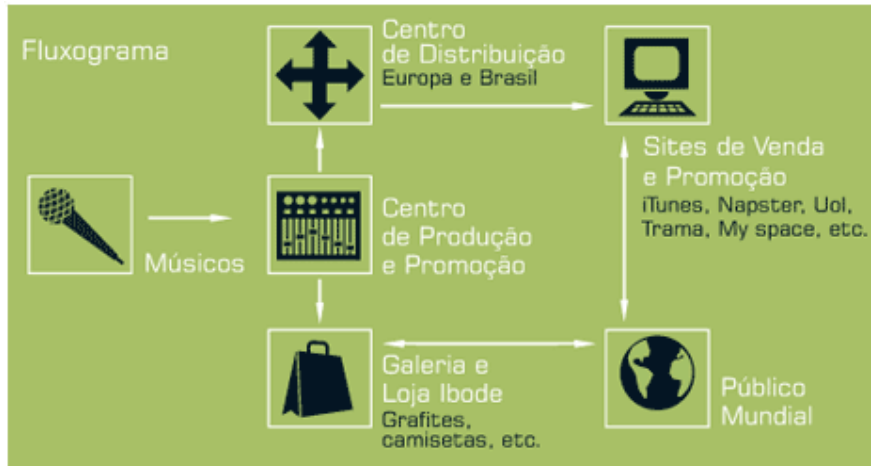 Fluxograma
Centro
de Distribuição
Europa e Brasil
Sites de Venda
e Promoção
iTunes, Napster, Uol,
Trama, My space, etc.
Músicos
Centro
de Produção
e Promoção
Galeria e
Loja Ibode
Grafites,
camisetas, etc.
Público
Mundial